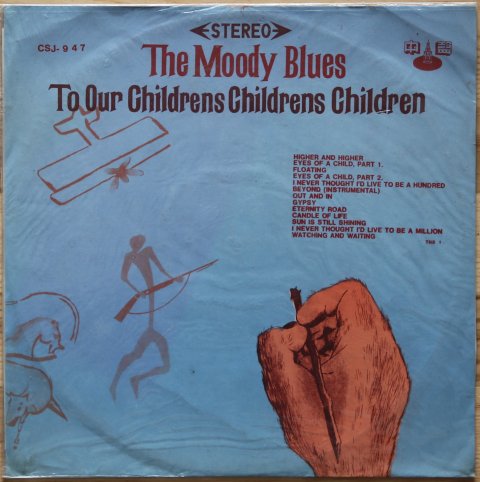 STEREO
CSJ-947
中國
The Moody Blues
To Our Childrens Childrens Children
HIGHER AND HIGHER
EYES OF A CHILD, PART 1.
FLOATING
EYES OF A CHILD, PART 2.
I NEVER THOUGHT I'D LIVE TO BE A HUNDRED
BEYOND (INSTRUMENTAL)
OUT AND IN
GYPSY
ETERNITY ROAD
CANDLE OF LIFE
SUN IS STILL SHINING
I NEVER THOUGHT I'D LIVE TO BE A MILLION
WATCHING AND WAITING